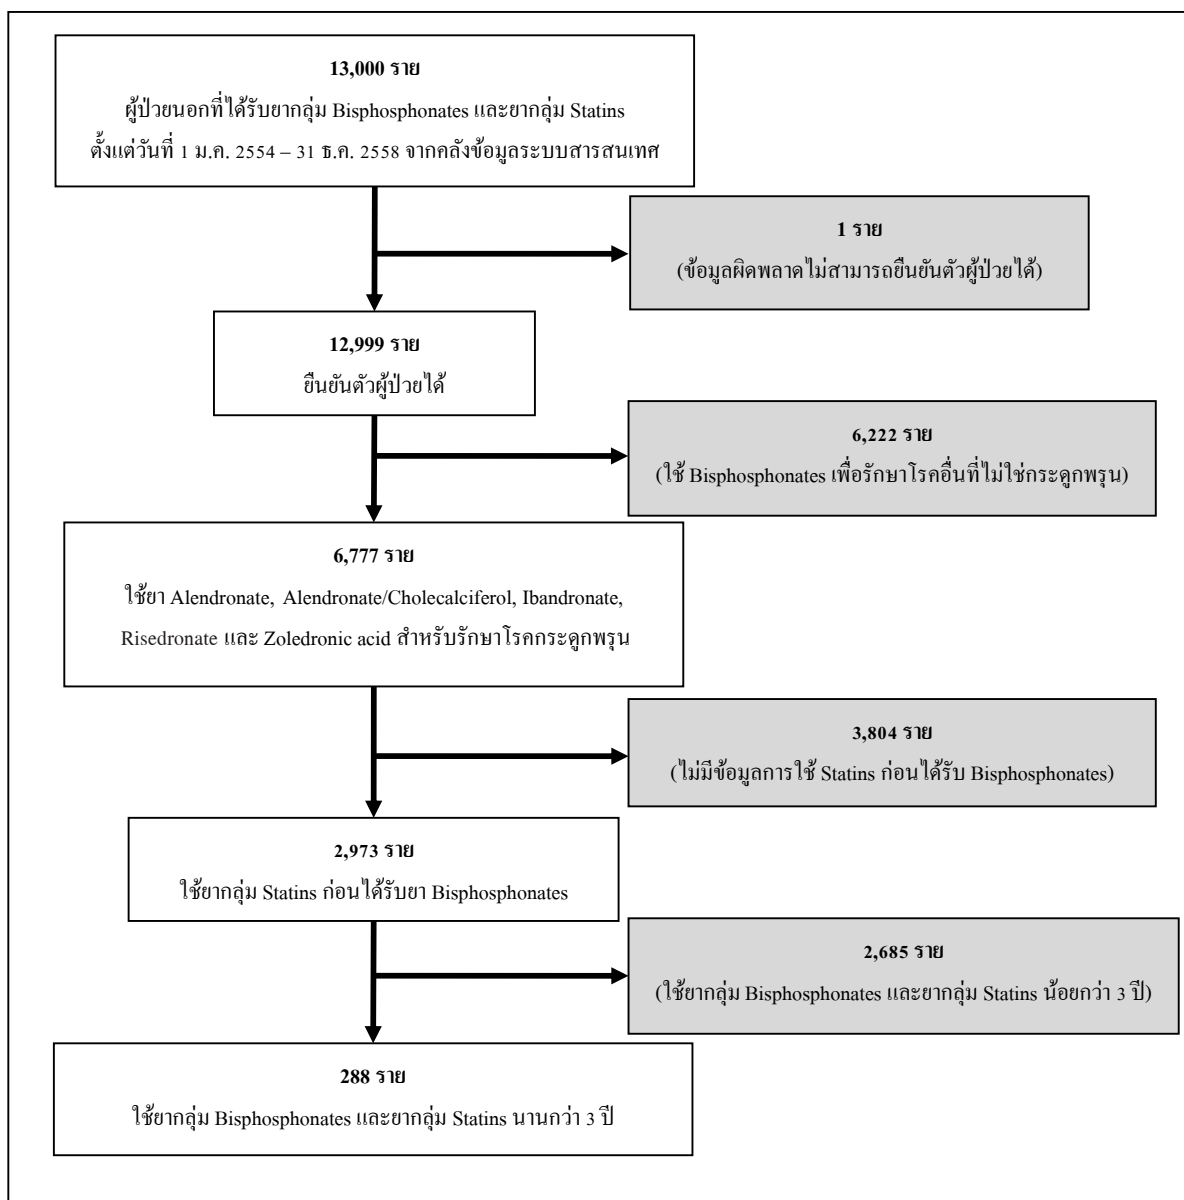 13,000 ราย
ผู้ป่วยนอกที่ได้รับยากลุ่ม Bisphosphonates และยากลุ่ม Statins
ตั้งแต่วันที่ 1 ม.ค. 2554 – 31 ธ.ค. 2558 จากคลังข้อมูลระบบสารสนเทศ
1 ราย
(ข้อมูลผิดพลาดไม่สามารถยืนยันตัวผู้ป่วยได้)
12,999 ราย
ยืนยันตัวผู้ป่วยได้
6,222 ราย
(ใช้ Bisphosphonates เพื่อรักษาโรคอื่นที่ไม่ใช่กระดูกพรุน)
6,777 ราย
ใช้ยา Alendronate, Alendronate/Cholecalciferol, Ibandronate,
Risedronate และ Zoledronic acid สำหรับรักษาโรคกระดูกพรุน
3,804 ราย
(ไม่มีข้อมูลการใช้ Statins ก่อนได้รับ Bisphosphonates)
2,973 ราย
ใช้ยากลุ่ม Statins ก่อนได้รับยา Bisphosphonates
2,685 ราย
(ใช้ยากลุ่ม Bisphosphonates และยากลุ่ม Statins น้อยกว่า 3 ปี)
288 ราย
ใช้ยากลุ่ม Bisphosphonates และยากลุ่ม Statins นานกว่า 3 ปี